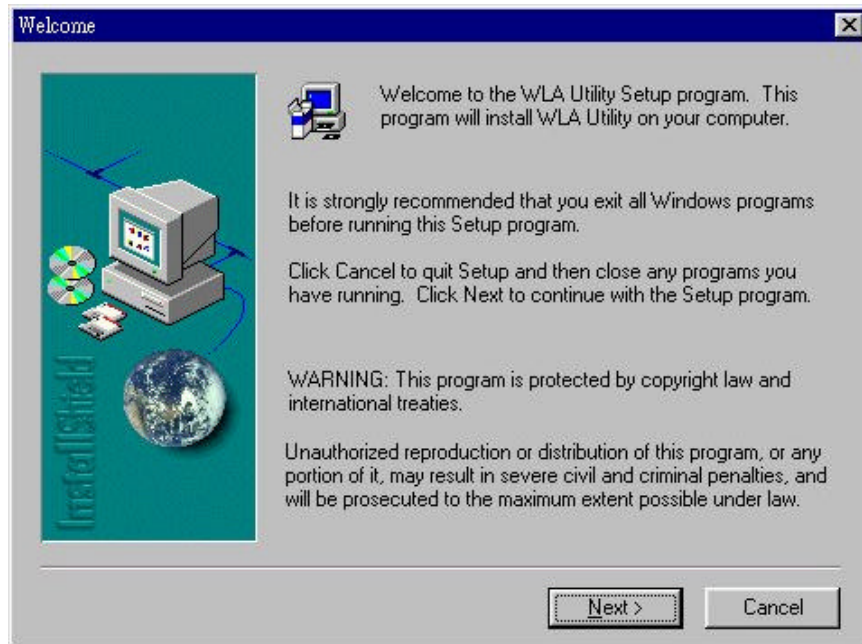 Welcome
Welcome to the WLA Utility Setup program. This
program will install WLA Utility on your computer.
It is strongly recommended that you exit all Windows programs
before running this Setup program.
Click Cancel to quit Setup and then close any programs you
have running. Click Next to continue with the Setup program.
WARNING: This program is protected by copyright law and
international treaties.
Unauthorized reproduction or distribution of this program, or any
portion of it, may result in severe civil and criminal penalties, and
will be prosecuted to the maximum extent possible under law.
InstallShield
Next >
Cancel